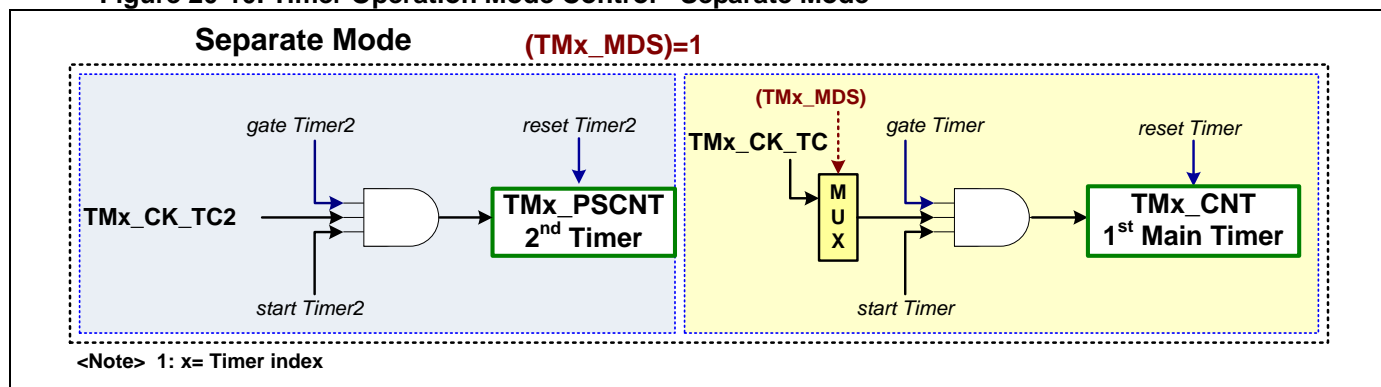 Separate Mode
(TMx_MDS)=1
gate Timer2
reset Timer2
TMx_CK_TC2
TMx_PSCNT
2nd Timer
start Timer2
(TMx_MDS)
gate Timer
reset Timer
TMx_CK_TC
MUX
TMx_CNT
1st Main Timer
start Timer
<Note> 1: x= Timer index